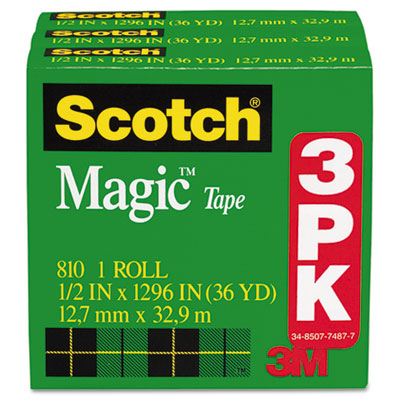 1/2 IN x 1296 IN (36 YD) 12,7 mm x 32,9 m
1/2 IN x 1296 IN (36 YD) 12,7 mm x 32,9 m
1/2 IN x 1296 IN (36 YD) 12,7 mm x 32,9 m
Scotch®
Magic™ Tape
810 1 ROLL
1/2 IN x 1296 IN (36 YD)
12,7 mm x 32,9 m
™
3PK
34-8507-7487-7
3M